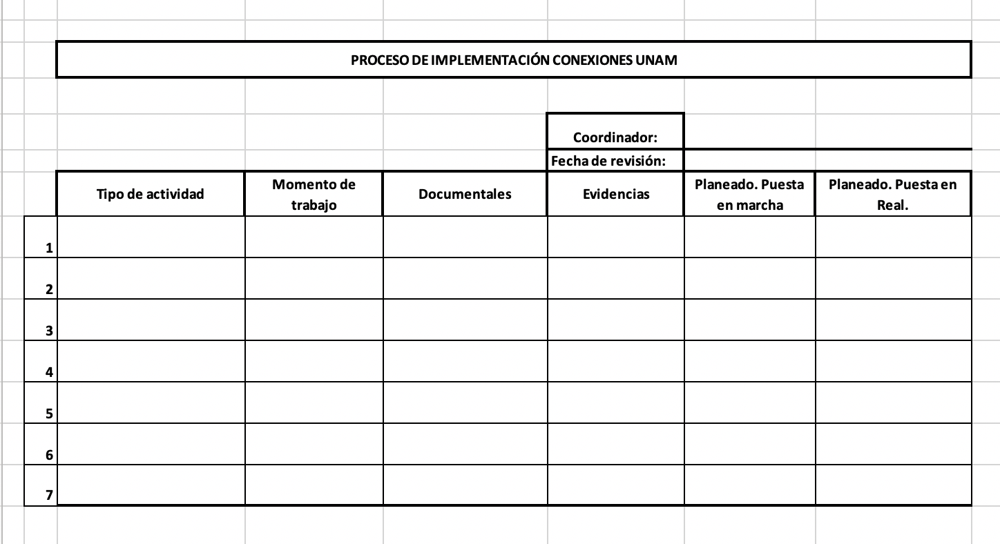 PROCESO DE IMPLEMENTACIÓN CONEXIONES UNAM
Coordinador:
Fecha de revisión:
Tipo de actividad
Momento de
trabajo
Documentales
Evidencias
Planeado. Puesta
en marcha
Planeado. Puesta en
Real.
1
2
3
4
5
6
7